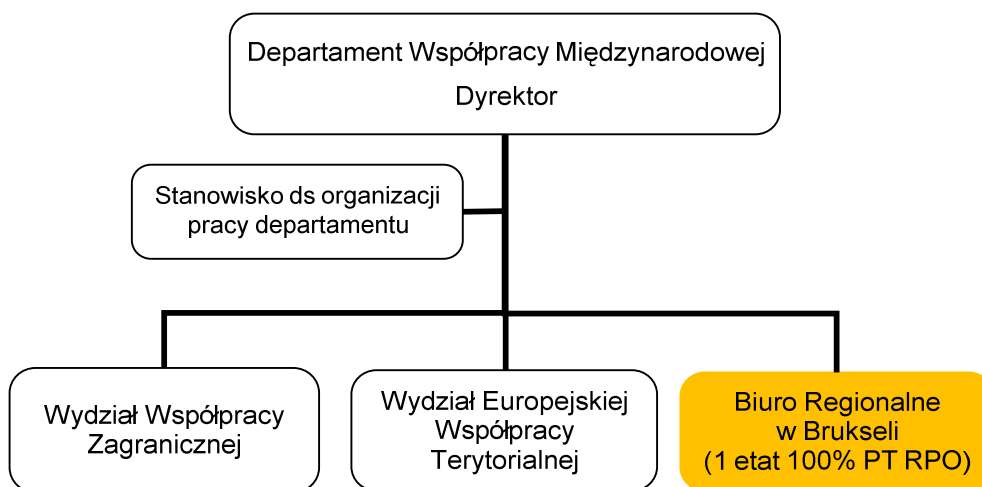 Departament Współpracy Międzynarodowej
Dyrektor
Stanowisko ds organizacji
pracy departamentu
Wydział Współpracy
Zagranicznej
Wydział Europejskiej
Współpracy
Terytorialnej
Biuro Regionalne
w Brukseli
(1 etat 100% PT RPO)